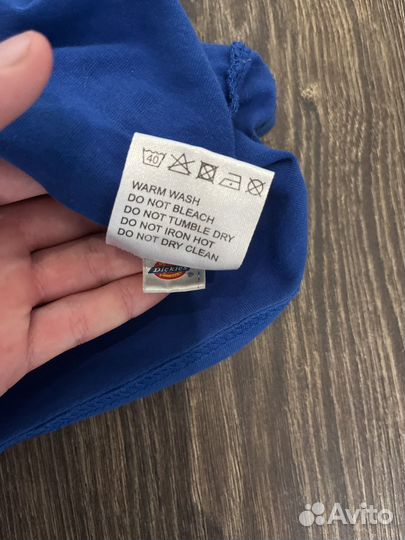 40
WARM WASH
DO NOT BLEACH
DO NOT TUMBLE DRY
DO NOT IRON HOT
DO NOT DRY CLEAN
Dickies
Avito